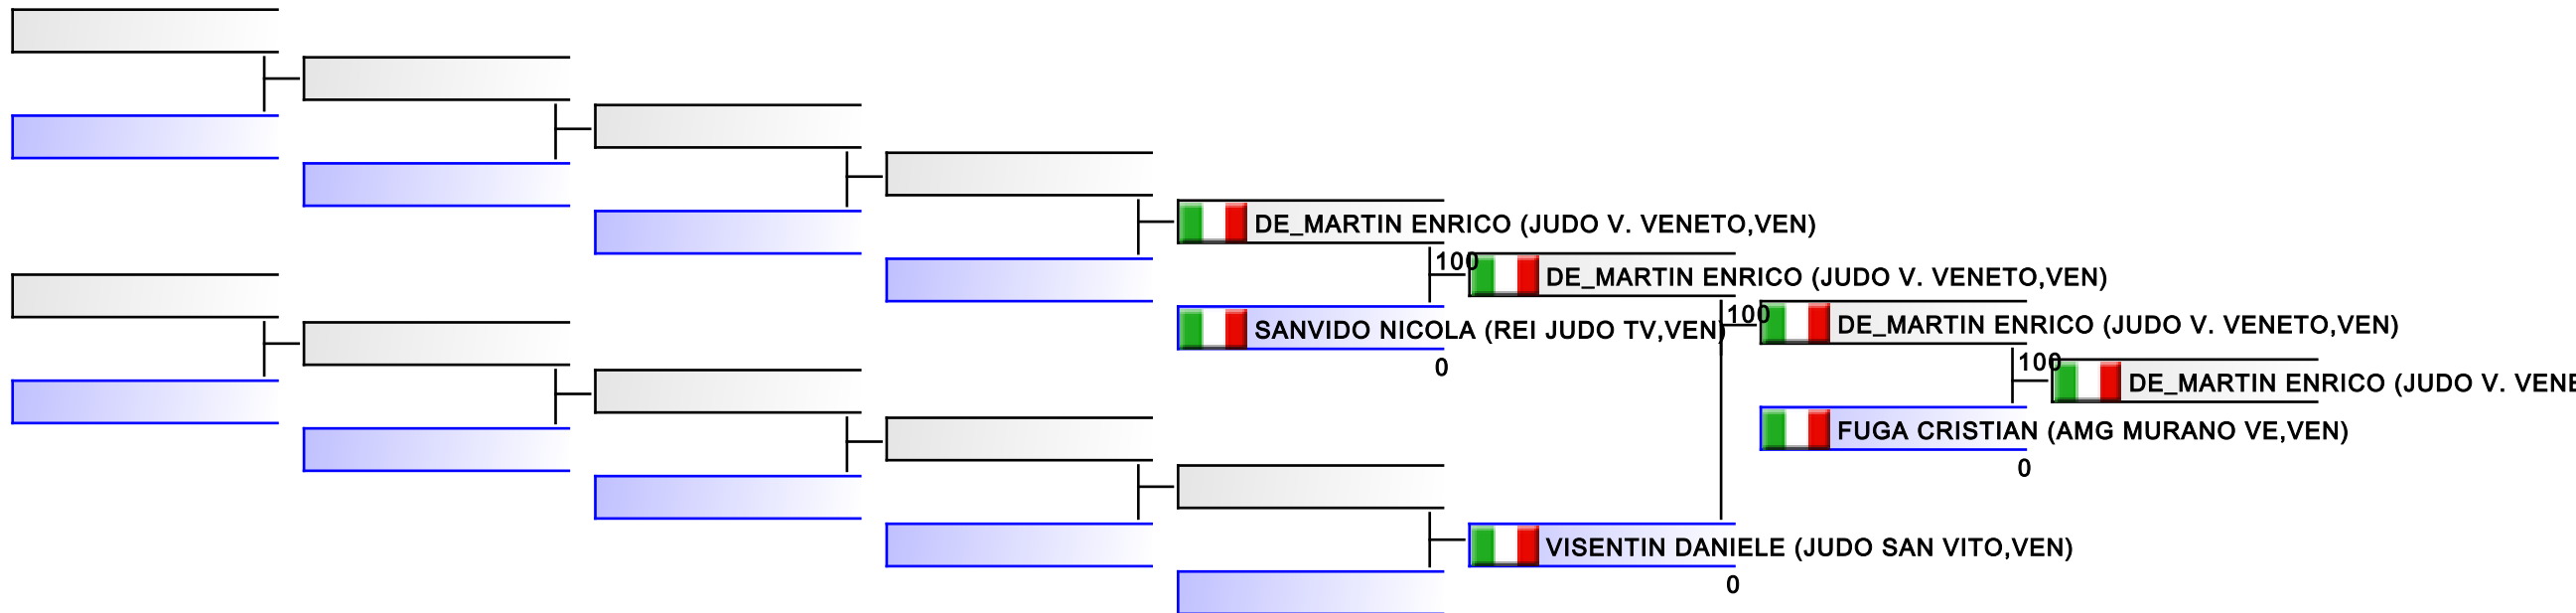 DE_MARTIN ENRICO (JUDO V. VENETO,VEN)
100
DE_MARTIN ENRICO (JUDO V. VENETO,VEN)
SANVIDO NICOLA (REI JUDO TV,VEN)
0
100
DE_MARTIN ENRICO (JUDO V. VENETO,VEN)
100
DE_MARTIN ENRICO (JUDO V. VENE
FUGA CRISTIAN (AMG MURANO VE,VEN)
0
VISENTIN DANIELE (JUDO SAN VITO,VEN)
0